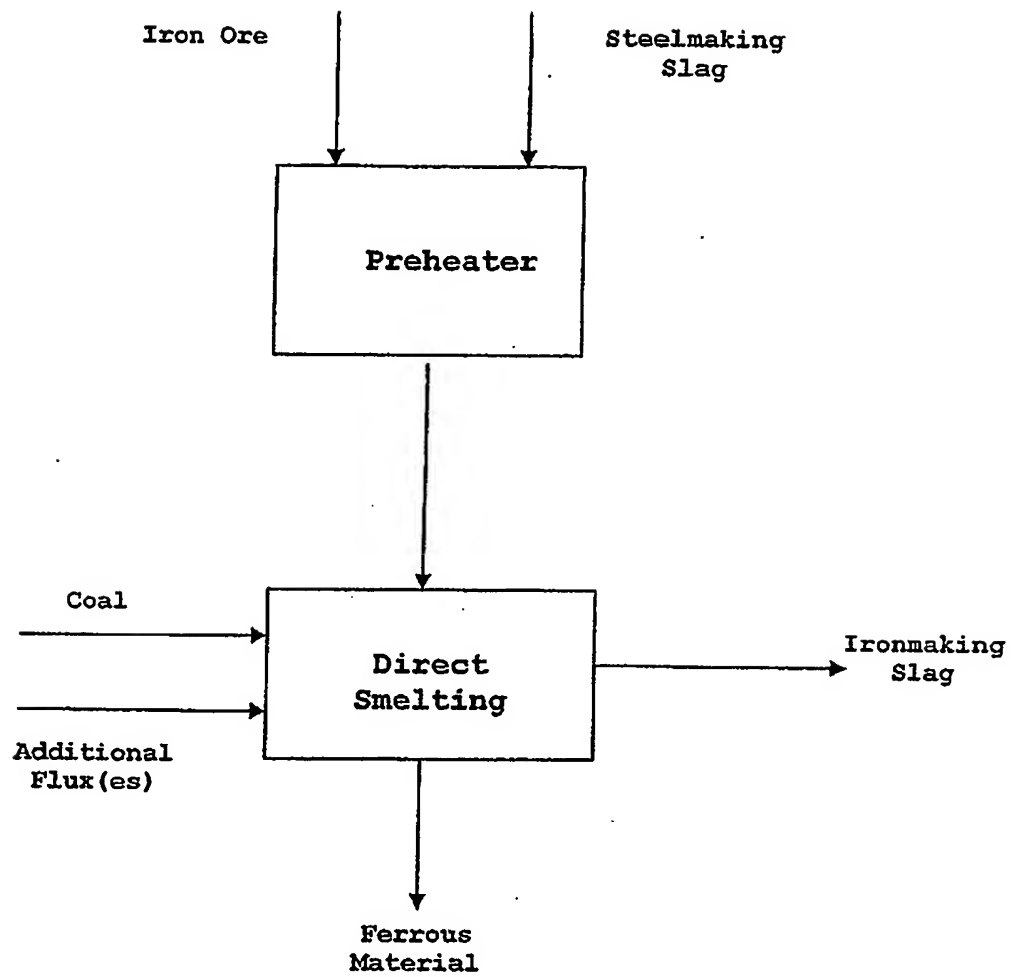 Iron Ore
Steelmaking
Slag
Preheater
Coal
Direct
Smelting
Ironmaking
Slag
Additional
Flux(es)
Ferrous
Material